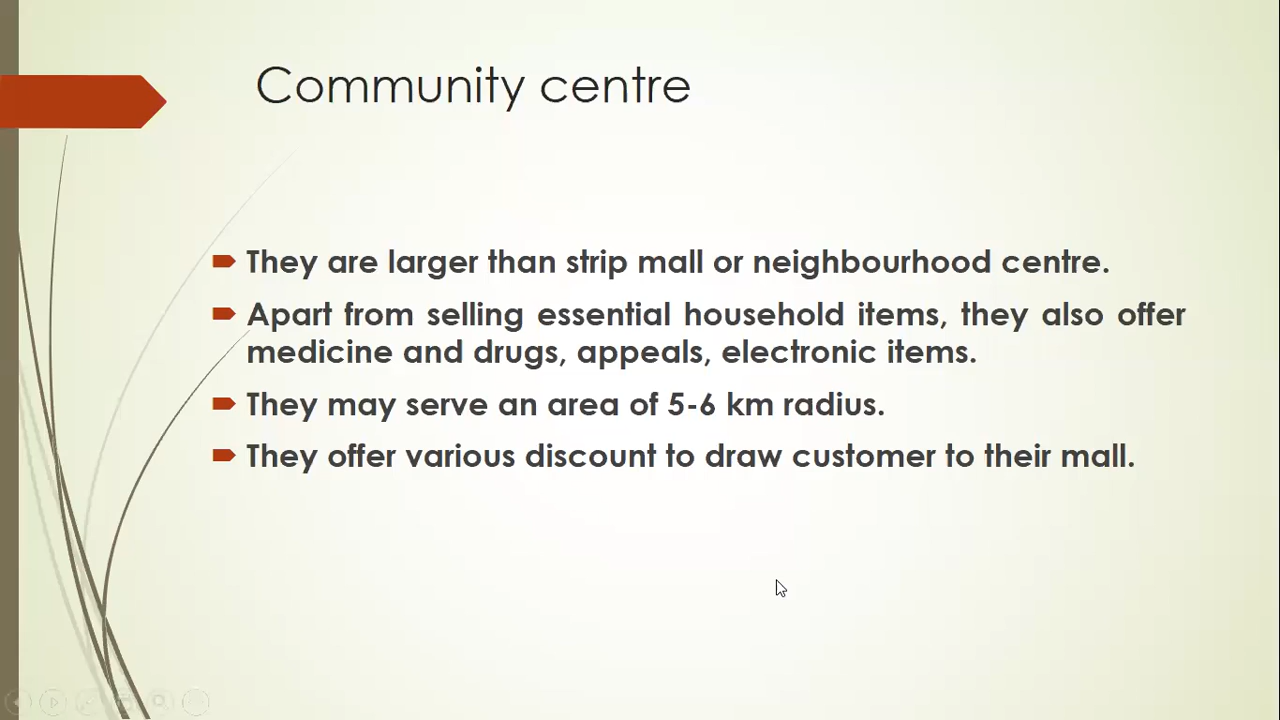 Community centre
They are larger than strip mall or neighbourhood centre.
Apart from selling essential household items, they also offer
medicine and drugs, appeals, electronic items.
They may serve an area of 5-6 km radius.
They offer various discount to draw customer to their mall.